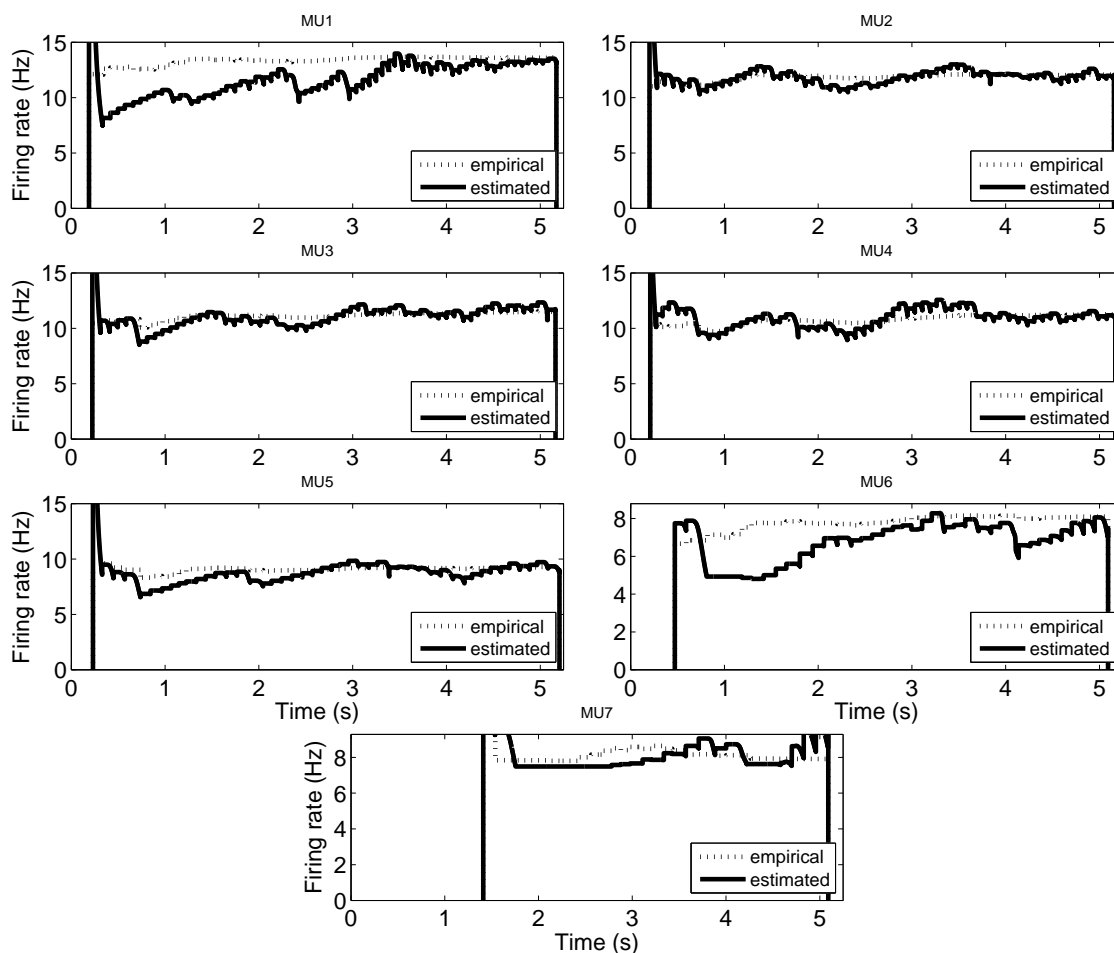 MU1
15
10
5
0
Firing rate (Hz)
empirical
estimated
0 1 2 3 4 5
MU2
15
10
5
0
empirical
estimated
0 1 2 3 4 5
MU3
15
10
5
0
Firing rate (Hz)
empirical
estimated
0 1 2 3 4 5
MU4
15
10
5
0
empirical
estimated
0 1 2 3 4 5
MU5
15
10
5
0
Firing rate (Hz)
empirical
estimated
0 1 2 3 4 5
Time (s)
MU6
8
6
4
2
0
empirical
estimated
0 1 2 3 4 5
Time (s)
MU7
8
6
4
2
0
Firing rate (Hz)
empirical
estimated
0 1 2 3 4 5
Time (s)